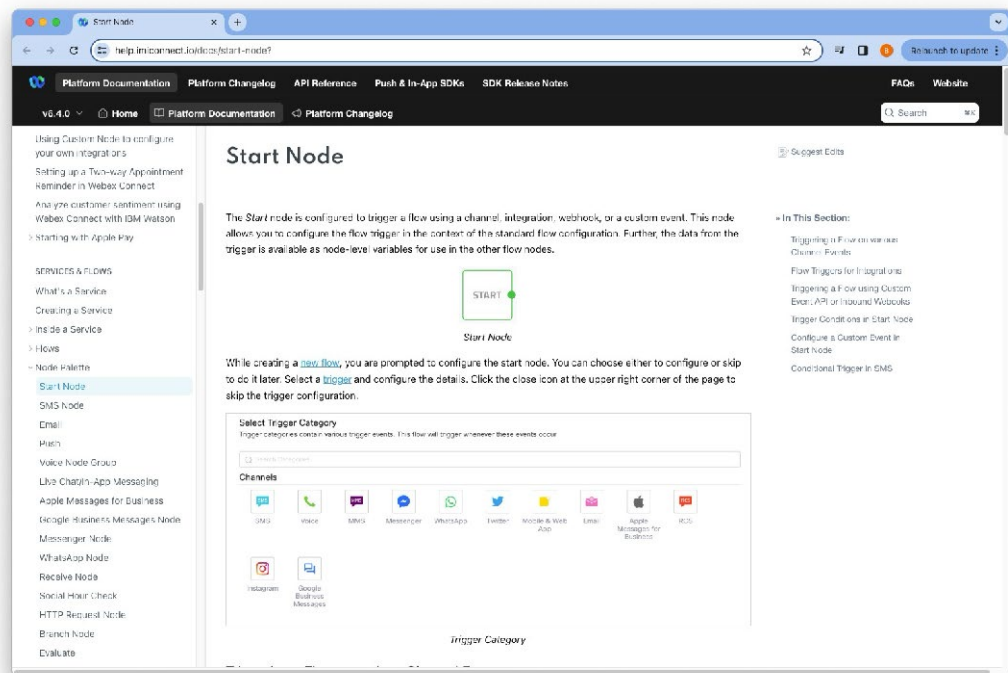 Start Node
help.imiconnect.io/docs/start-node?
Relaunch to update
Platform Documentation
Platform Changelog
API Reference
Push & In-App SDKs
SDK Release Notes
FAQs
Website
v6.4.0
Home
Platform Documentation
Platform Changelog
Search
⌘K
Using Custom Node to configure
your own integrations
Setting up a Two-way Appointment
Reminder in Webex Connect
Analyze customer sentiment using
Webex Connect with IBM Watson
Starting with Apple Pay
SERVICES & FLOWS
What's a Service
Creating a Service
Inside a Service
Flows
Node Palette
Start Node
SMS Node
Email
Push
Voice Node Group
Live Chat/In-App Messaging
Apple Messages for Business
Google Business Messages Node
Messenger Node
WhatsApp Node
Receive Node
Social Hour Check
HTTP Request Node
Branch Node
Evaluate
Start Node
The Start node is configured to trigger a flow using a channel, integration, webhook, or a custom event. This node
allows you to configure the flow trigger in the context of the standard flow configuration. Further, the data from the
trigger is available as node-level variables for use in the other flow nodes.
START
Start Node
While creating a new flow, you are prompted to configure the start node. You can choose either to configure or skip
to do it later. Select a trigger and configure the details. Click the close icon at the upper right corner of the page to
skip the trigger configuration.
Select Trigger Category
Trigger categories contain various trigger events. This flow will trigger whenever these events occur
Channels
SMS
Voice
MMS
Messenger
WhatsApp
Twitter
Mobile & Web
App
Email
Apple
Messages for
Business
RCS
Instagram
Google
Business
Messages
Trigger Category
Suggest Edits
In This Section:
Triggering a Flow on various
Channel Events
Flow Triggers for Integrations
Triggering a Flow using Custom
Event API or Inbound Webooks
Trigger Conditions in Start Node
Configure a Custom Event in
Start Node
Conditional Trigger in SMS